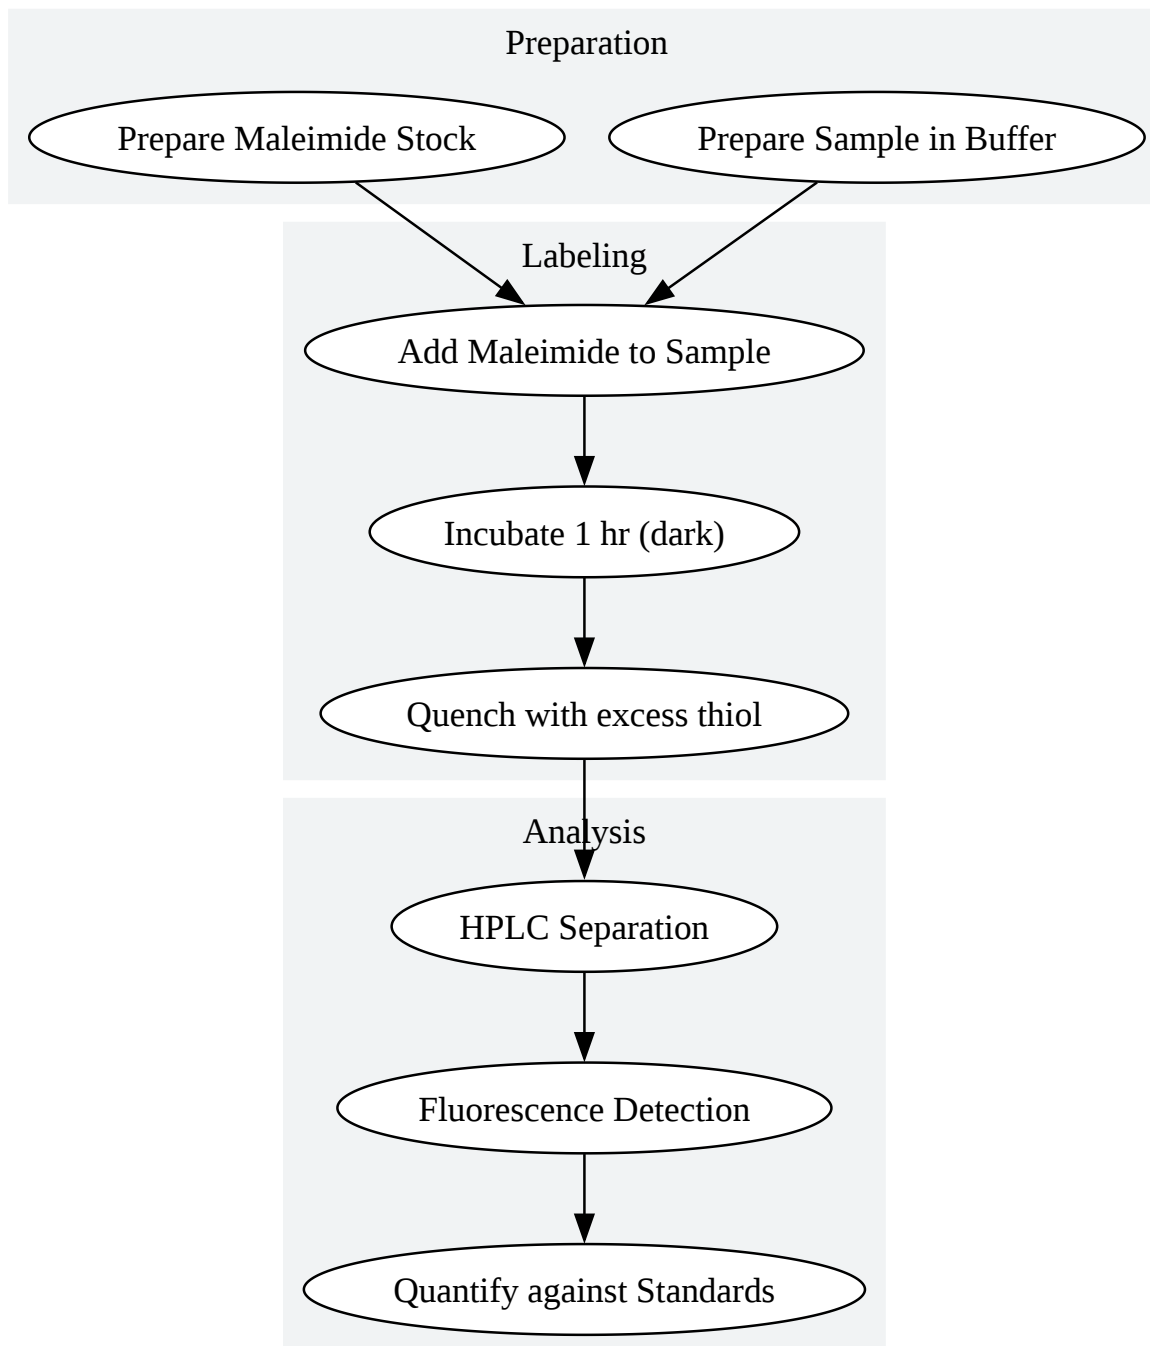 Preparation
Prepare Maleimide Stock
Prepare Sample in Buffer
Labeling
Add Maleimide to Sample
Incubate 1 hr (dark)
Quench with excess thiol
Analysis
HPLC Separation
Fluorescence Detection
Quantify against Standards